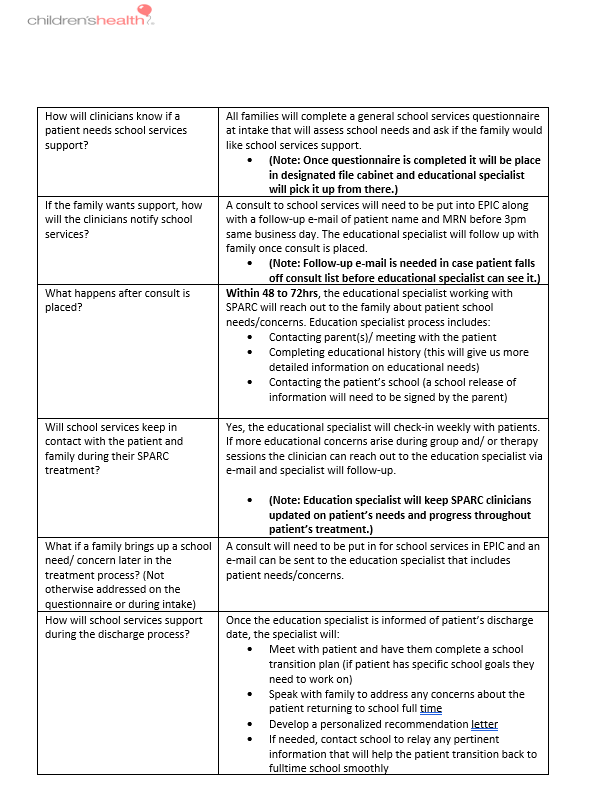 children'shealth
How will clinicians know if a
patient needs school services
support?
All families will complete a general school services questionnaire
at intake that will assess school needs and ask if the family would
like school services support.
• (Note: Once questionnaire is completed it will be place
in designated file cabinet and educational specialist
will pick it up from there.)
If the family wants support, how
will the clinicians notify school
services?
A consult to school services will need to be put into EPIC along
with a follow-up e-mail of patient name and MRN before 3pm
same business day. The educational specialist will follow up with
family once consult is placed.
• (Note: Follow-up e-mail is needed in case patient falls
off consult list before educational specialist can see it.)
What happens after consult is
placed?
Within 48 to 72hrs, the educational specialist working with
SPARC will reach out to the family about patient school
needs/concerns. Education specialist process includes:
• Contacting parent(s)/ meeting with the patient
• Completing educational history (this will give us more
detailed information on educational needs)
• Contacting the patient's school (a school release of
information will need to be signed by the parent)
Will school services keep in
contact with the patient and
family during their SPARC
treatment?
Yes, the educational specialist will check-in weekly with patients.
If more educational concerns arise during group and/ or therapy
sessions the clinician can reach out to the education specialist via
e-mail and specialist will follow-up.
• (Note: Education specialist will keep SPARC clinicians
updated on patient's needs and progress throughout
patient's treatment.)
What if a family brings up a school
need/ concern later in the
treatment process? (Not
otherwise addressed on the
questionnaire or during intake)
A consult will need to be put in for school services in EPIC and an
e-mail can be sent to the education specialist that includes
patient needs/concerns.
How will school services support
during the discharge process?
Once the education specialist is informed of patient's discharge
date, the specialist will:
• Meet with patient and have them complete a school
transition plan (if patient has specific school goals they
need to work on)
• Speak with family to address any concerns about the
patient returning to school full time
• Develop a personalized recommendation letter
• If needed, contact school to relay any pertinent
information that will help the patient transition back to
fulltime school smoothly